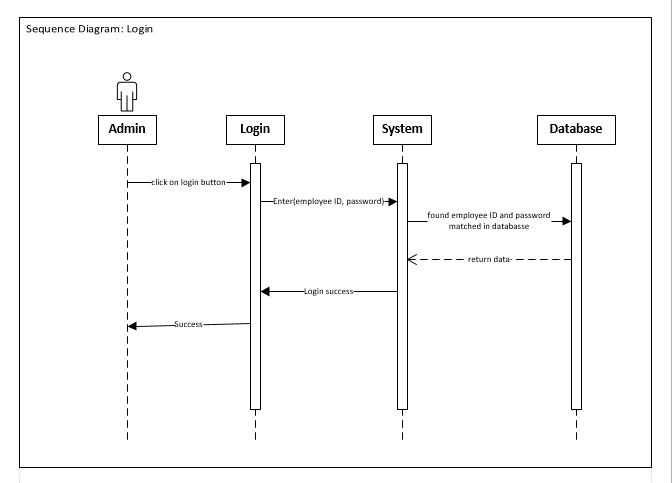 Sequence Diagram: Login
Admin
Login
System
Database
click on login button
Enter(employee ID, password)
found employee ID and password
matched in databasse
return data
Login success
Success